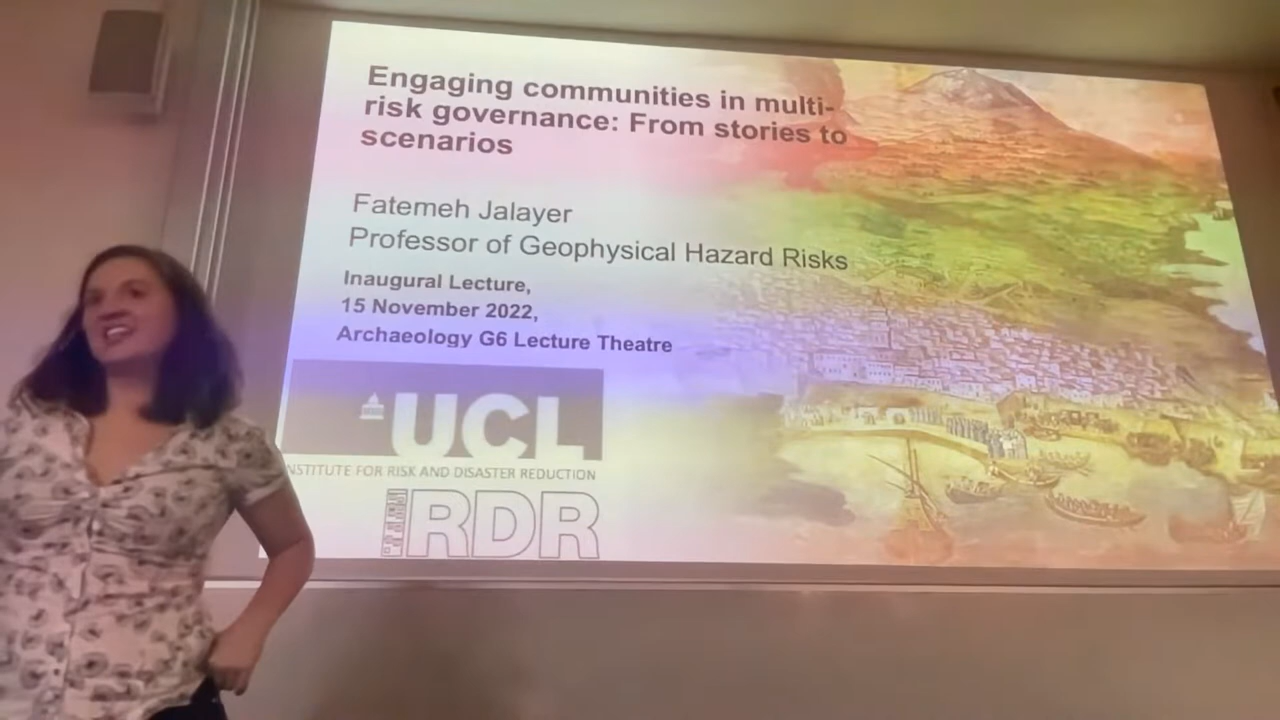 Engaging communities in multi-
risk governance: From stories to
scenarios
Fatemeh Jalayer
Professor of Geophysical Hazard Risks
Inaugural Lecture,
15 November 2022,
Archaeology G6 Lecture Theatre
UCL
INSTITUTE FOR RISK AND DISASTER REDUCTION
IRDR